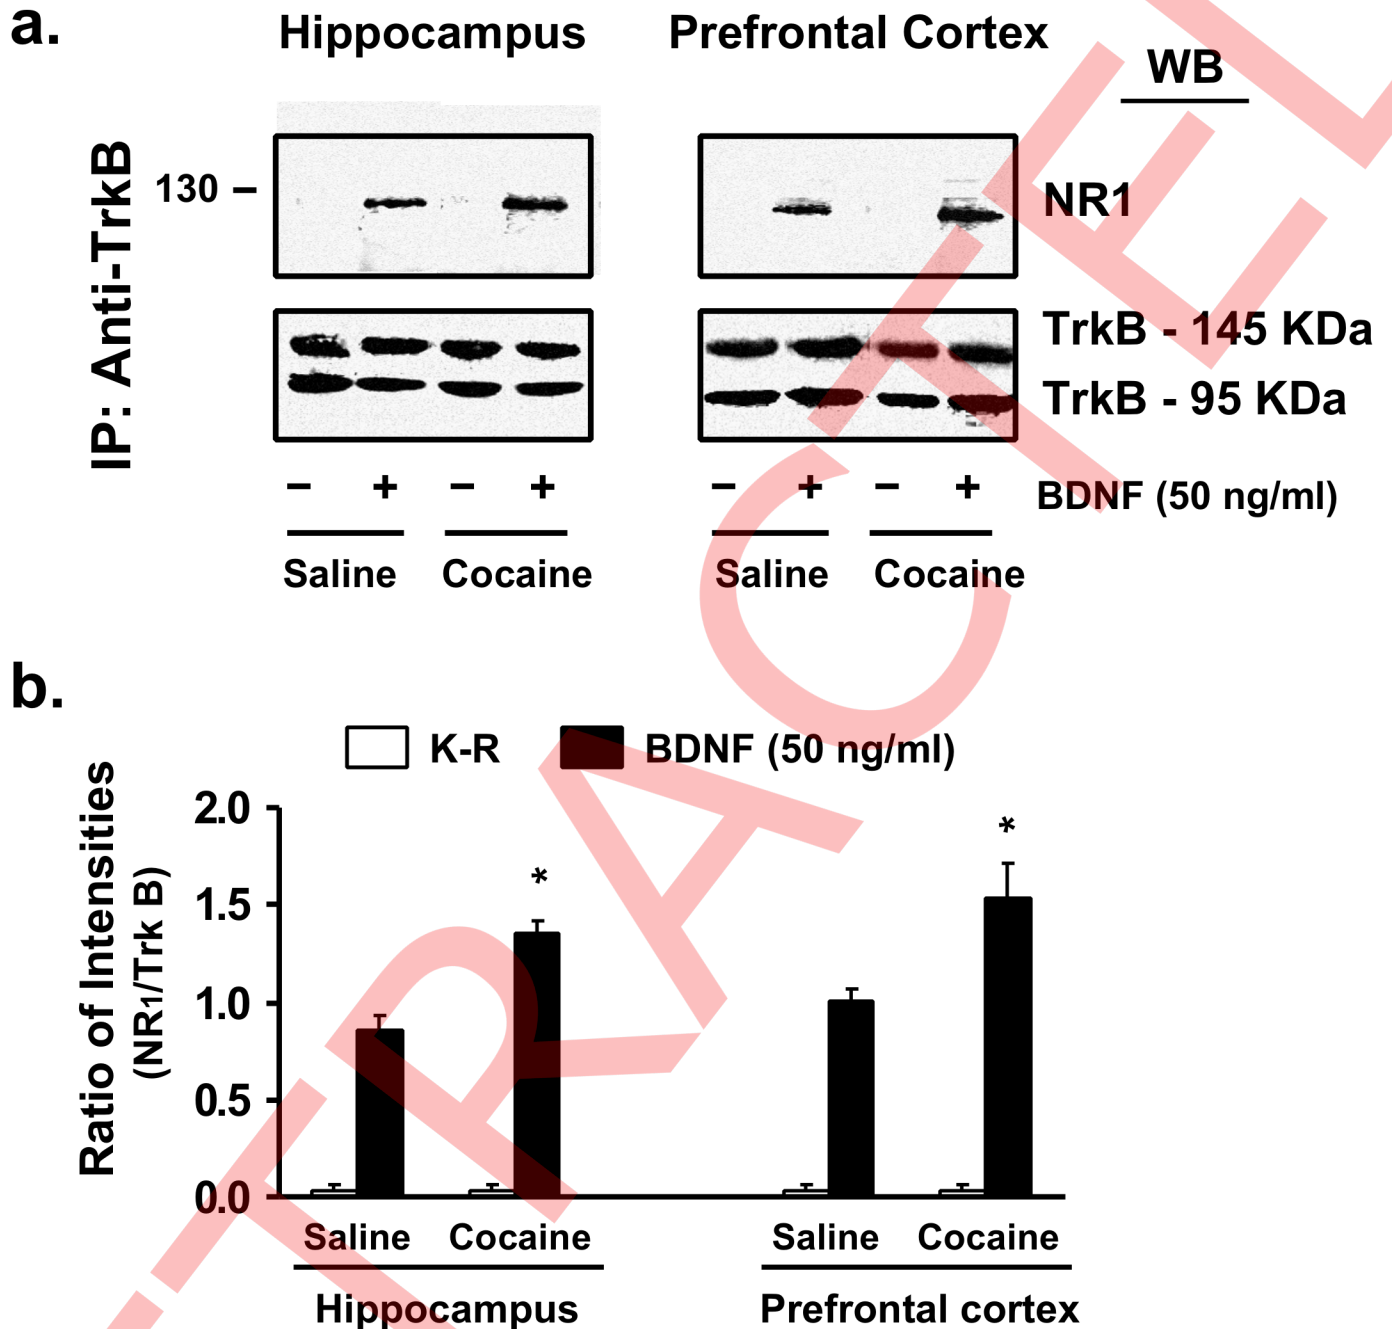 a.
Hippocampus Prefrontal Cortex
WB
IP: Anti-TrkB
130 –
NR1
TrkB - 145 KDa
TrkB - 95 KDa
− + − + − + − + BDNF (50 ng/ml)
Saline Cocaine Saline Cocaine
b.
K-R BDNF (50 ng/ml)
Ratio of Intensities
(NR1/Trk B)
2.0
1.5
1.0
0.5
0.0
* *
Saline Cocaine Saline Cocaine
Hippocampus Prefrontal cortex